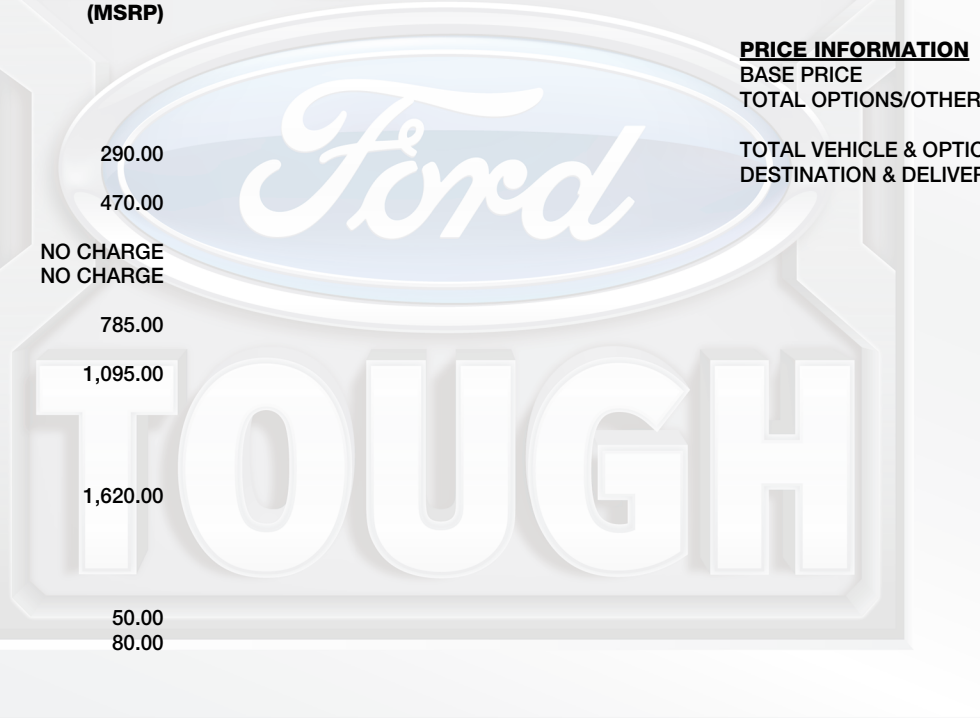 (MSRP)
290.00
470.00
NO CHARGE
NO CHARGE
785.00
1,095.00
1,620.00
50.00
80.00
PRICE INFORMATION
BASE PRICE
TOTAL OPTIONS/OTHER
TOTAL VEHICLE & OPTIO
DESTINATION & DELIVER
Ford
TOUGH